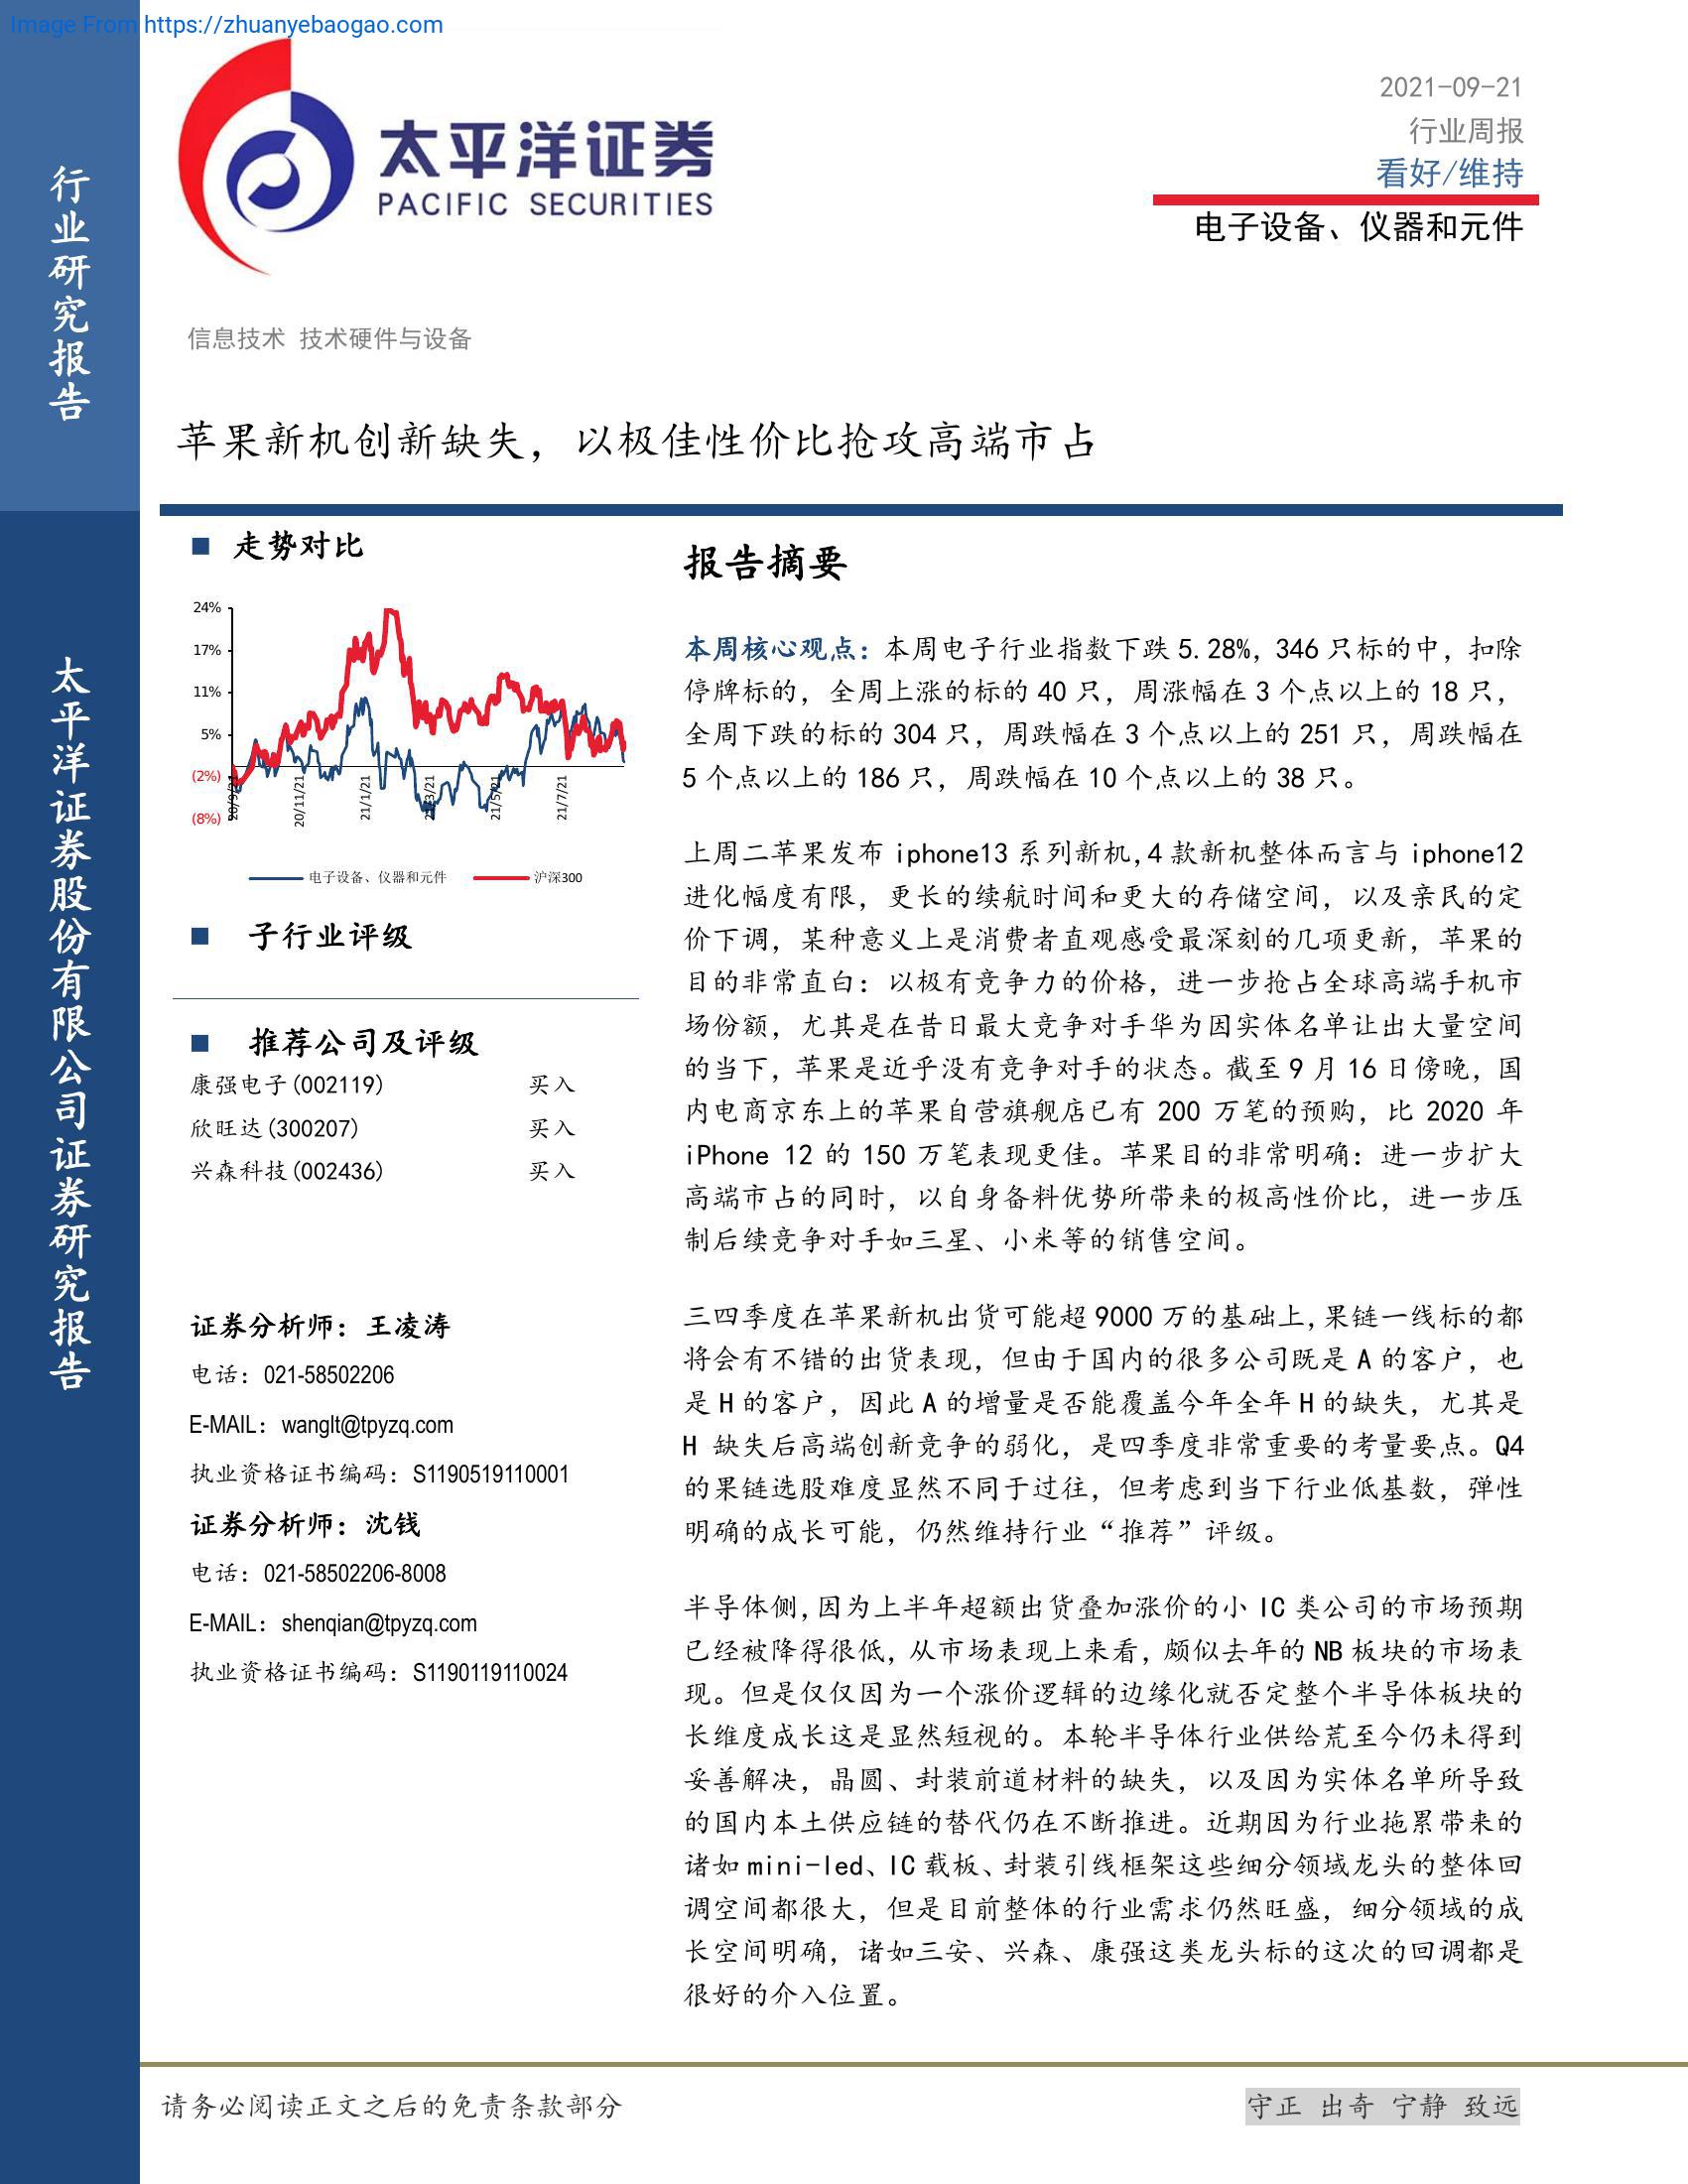 Image From https://zhuanyebaogao.com
行业研究报告
太平洋证券股份有限公司证券研究报告
太平洋证券
PACIFIC SECURITIES
2021-09-21
行业周报
看好/维持
电子设备、仪器和元件
信息技术 技术硬件与设备
苹果新机创新缺失，以极佳性价比抢攻高端市占
■ 走势对比
24%
17%
11%
5%
(2%)
(8%)
20/9/21
20/11/21
21/1/21
21/3/21
21/5/21
21/7/21
电子设备、仪器和元件
沪深300
■ 子行业评级
■ 推荐公司及评级
康强电子(002119) 买入
欣旺达(300207) 买入
兴森科技(002436) 买入
证券分析师：王凌涛
电话：021-58502206
E-MAIL：wanglt@tpyzq.com
执业资格证书编码：S1190519110001
证券分析师：沈钱
电话：021-58502206-8008
E-MAIL：shenqian@tpyzq.com
执业资格证书编码：S1190119110024
报告摘要
本周核心观点：本周电子行业指数下跌 5.28%，346 只标的中，扣除
停牌标的，全周上涨的标的 40 只，周涨幅在 3 个点以上的 18 只，
全周下跌的标的 304 只，周跌幅在 3 个点以上的 251 只，周跌幅在
5 个点以上的 186 只，周跌幅在 10 个点以上的 38 只。
上周二苹果发布 iphone13 系列新机,4 款新机整体而言与 iphone12
进化幅度有限，更长的续航时间和更大的存储空间，以及亲民的定
价下调，某种意义上是消费者直观感受最深刻的几项更新，苹果的
目的非常直白：以极有竞争力的价格，进一步抢占全球高端手机市
场份额，尤其是在昔日最大竞争对手华为因实体名单让出大量空间
的当下，苹果是近乎没有竞争对手的状态。截至 9 月 16 日傍晚，国
内电商京东上的苹果自营旗舰店已有 200 万笔的预购，比 2020 年
iPhone 12 的 150 万笔表现更佳。苹果目的非常明确：进一步扩大
高端市占的同时，以自身备料优势所带来的极高性价比，进一步压
制后续竞争对手如三星、小米等的销售空间。
三四季度在苹果新机出货可能超 9000 万的基础上,果链一线标的都
将会有不错的出货表现，但由于国内的很多公司既是 A 的客户，也
是 H 的客户，因此 A 的增量是否能覆盖今年全年 H 的缺失，尤其是
H 缺失后高端创新竞争的弱化，是四季度非常重要的考量要点。Q4
的果链选股难度显然不同于过往，但考虑到当下行业低基数，弹性
明确的成长可能，仍然维持行业“推荐”评级。
半导体侧,因为上半年超额出货叠加涨价的小 IC 类公司的市场预期
已经被降得很低，从市场表现上来看，颇似去年的 NB 板块的市场表
现。但是仅仅因为一个涨价逻辑的边缘化就否定整个半导体板块的
长维度成长这是显然短视的。本轮半导体行业供给荒至今仍未得到
妥善解决，晶圆、封装前道材料的缺失，以及因为实体名单所导致
的国内本土供应链的替代仍在不断推进。近期因为行业拖累带来的
诸如 mini-led、IC 载板、封装引线框架这些细分领域龙头的整体回
调空间都很大，但是目前整体的行业需求仍然旺盛，细分领域的成
长空间明确，诸如三安、兴森、康强这类龙头标的这次的回调都是
很好的介入位置。
请务必阅读正文之后的免责条款部分
守正 出奇 宁静 致远